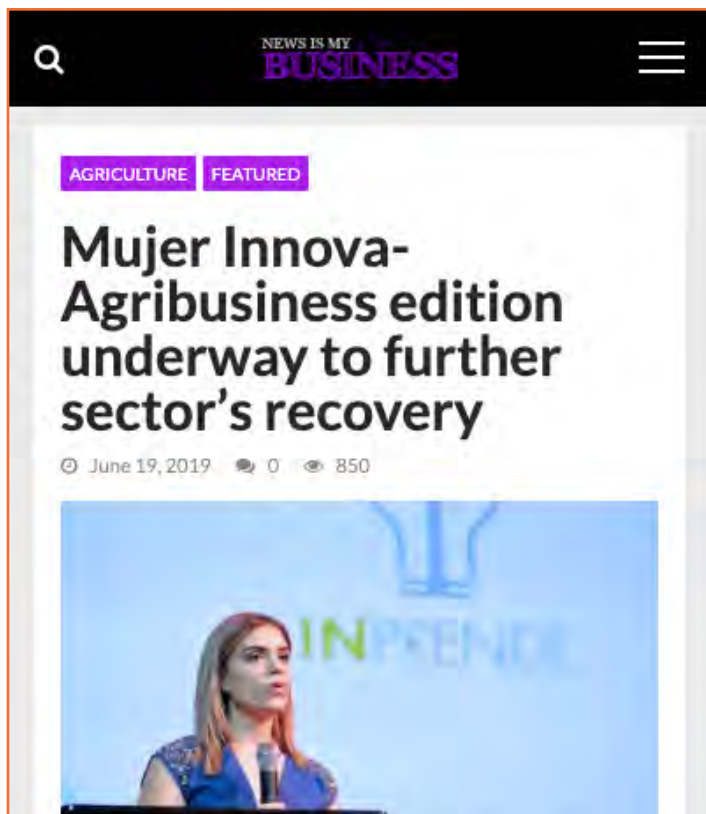 NEWS IS MY
BUSINESS
AGRICULTURE FEATURED
Mujer Innova-
Agribusiness edition
underway to further
sector’s recovery
June 19, 2019 0 850
INPRENDE